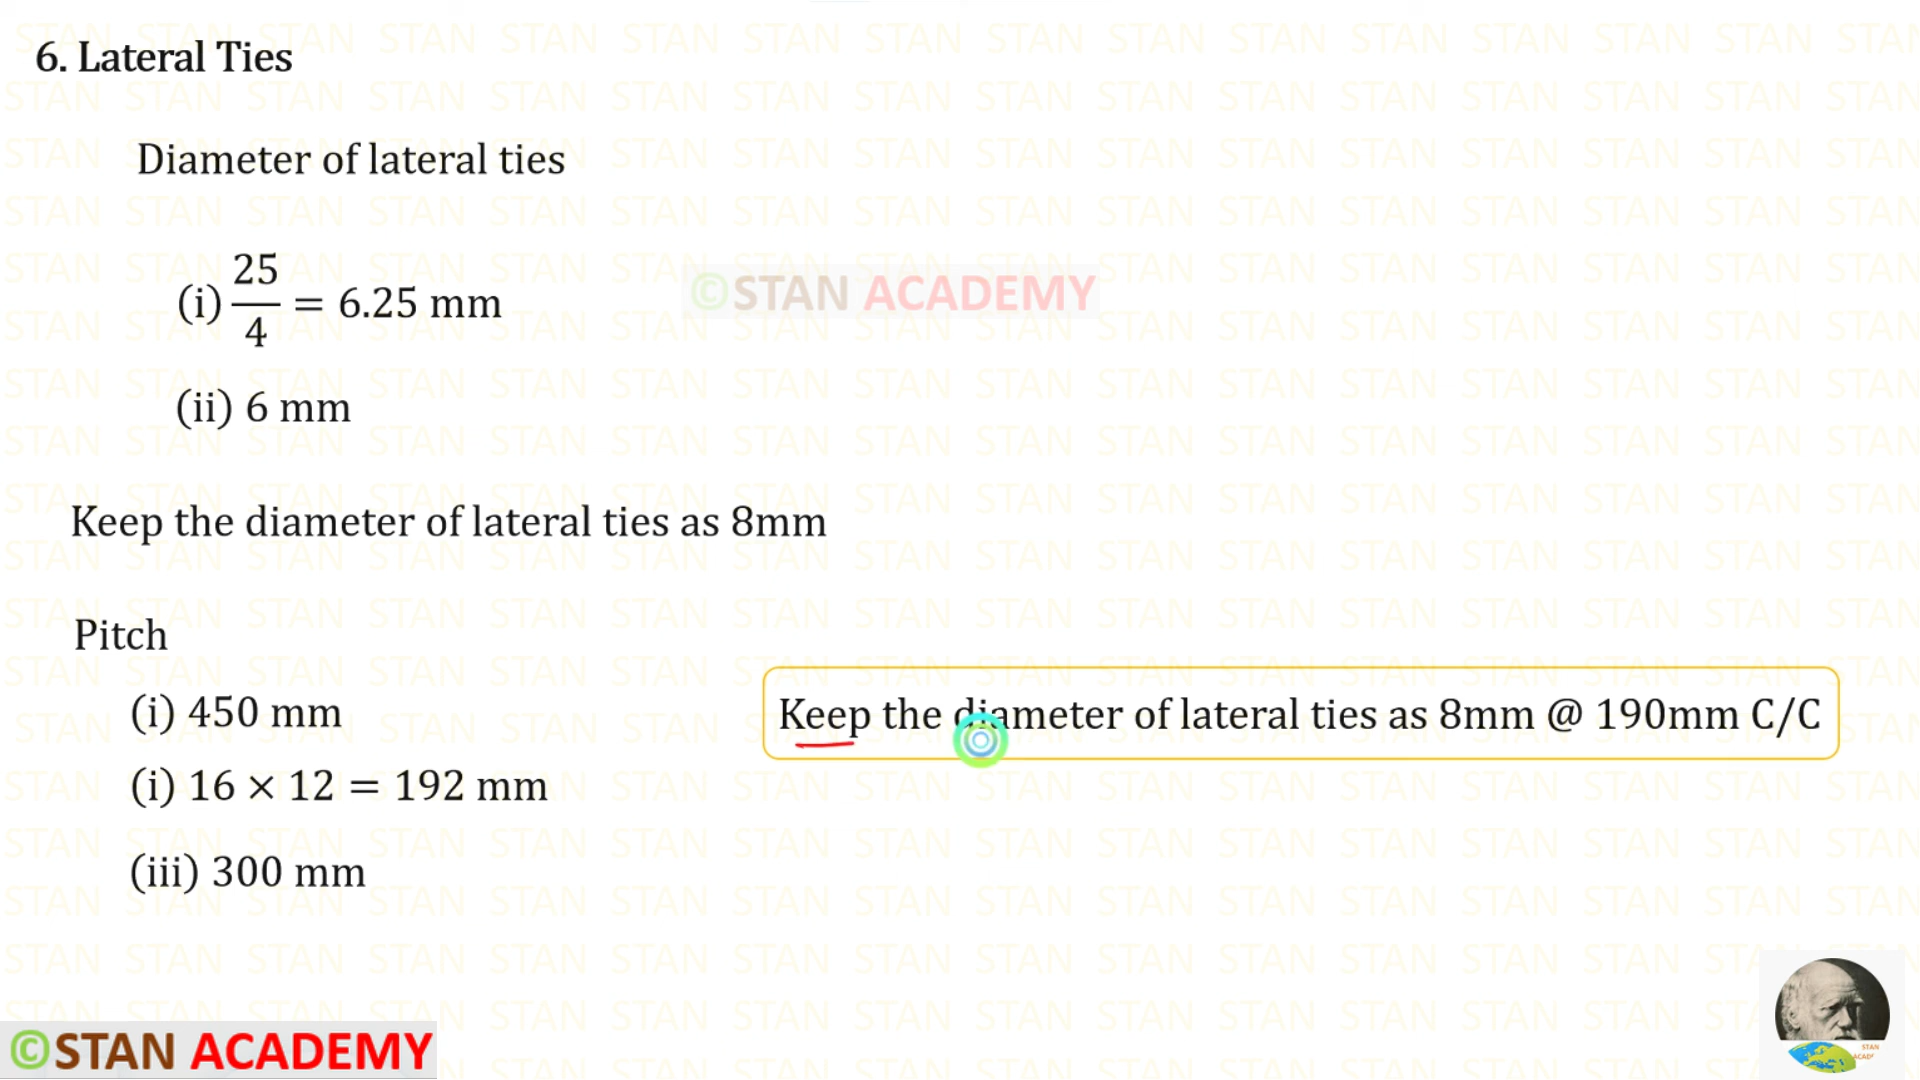 6. Lateral Ties
Diameter of lateral ties
(i) 25/4 = 6.25 mm
©STAN ACADEMY
(ii) 6 mm
Keep the diameter of lateral ties as 8mm
Pitch
(i) 450 mm
Keep the diameter of lateral ties as 8mm @ 190mm C/C
(i) 16 × 12 = 192 mm
(iii) 300 mm
©STAN ACADEMY